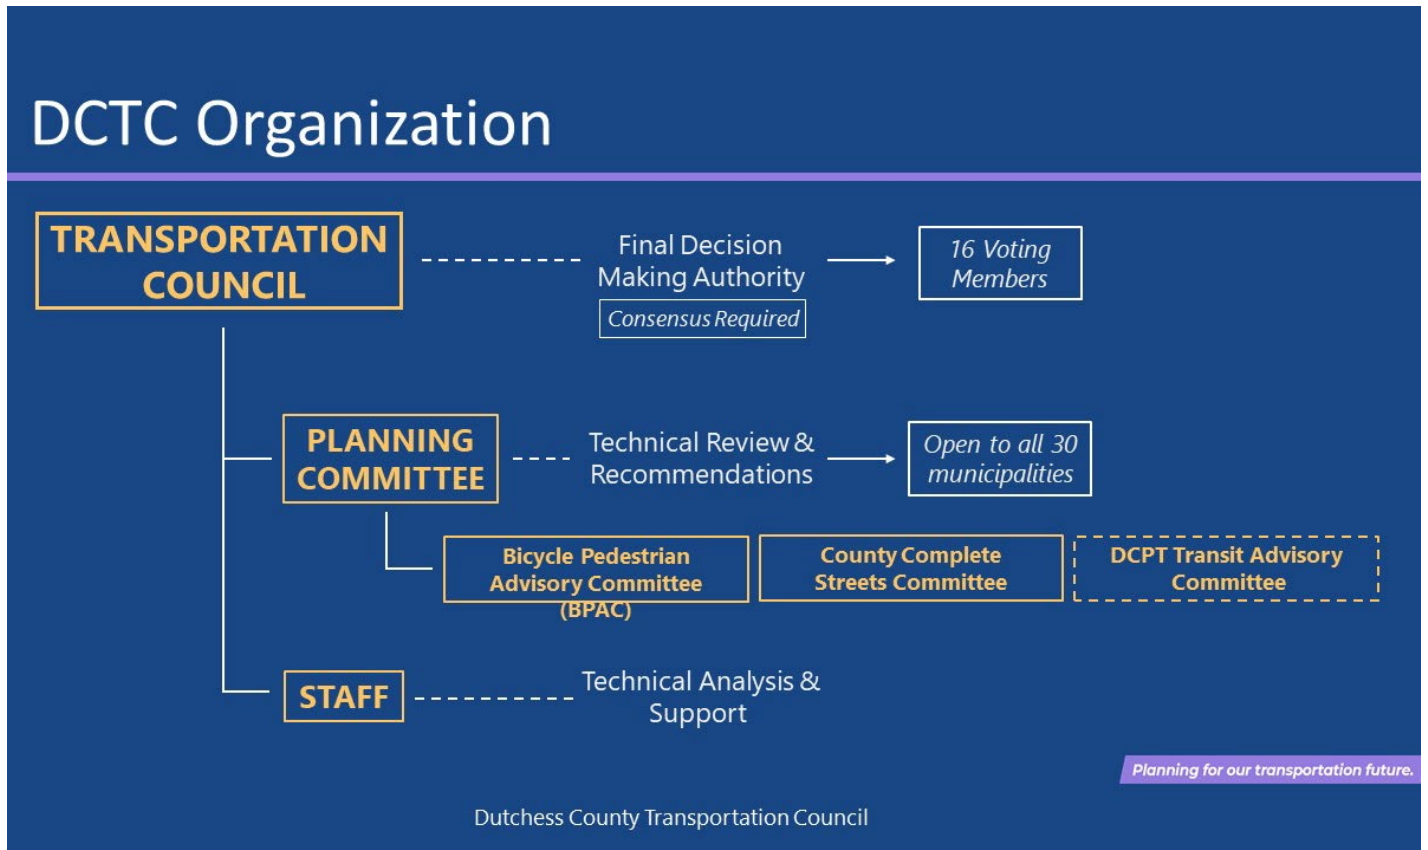 DCTC Organization
TRANSPORTATION
COUNCIL
Final Decision
Making Authority
Consensus Required
16 Voting
Members
PLANNING
COMMITTEE
Technical Review &
Recommendations
Open to all 30
municipalities
Bicycle Pedestrian
Advisory Committee
(BPAC)
County Complete
Streets Committee
DCPT Transit Advisory
Committee
STAFF
Technical Analysis &
Support
Planning for our transportation future.
Dutchess County Transportation Council